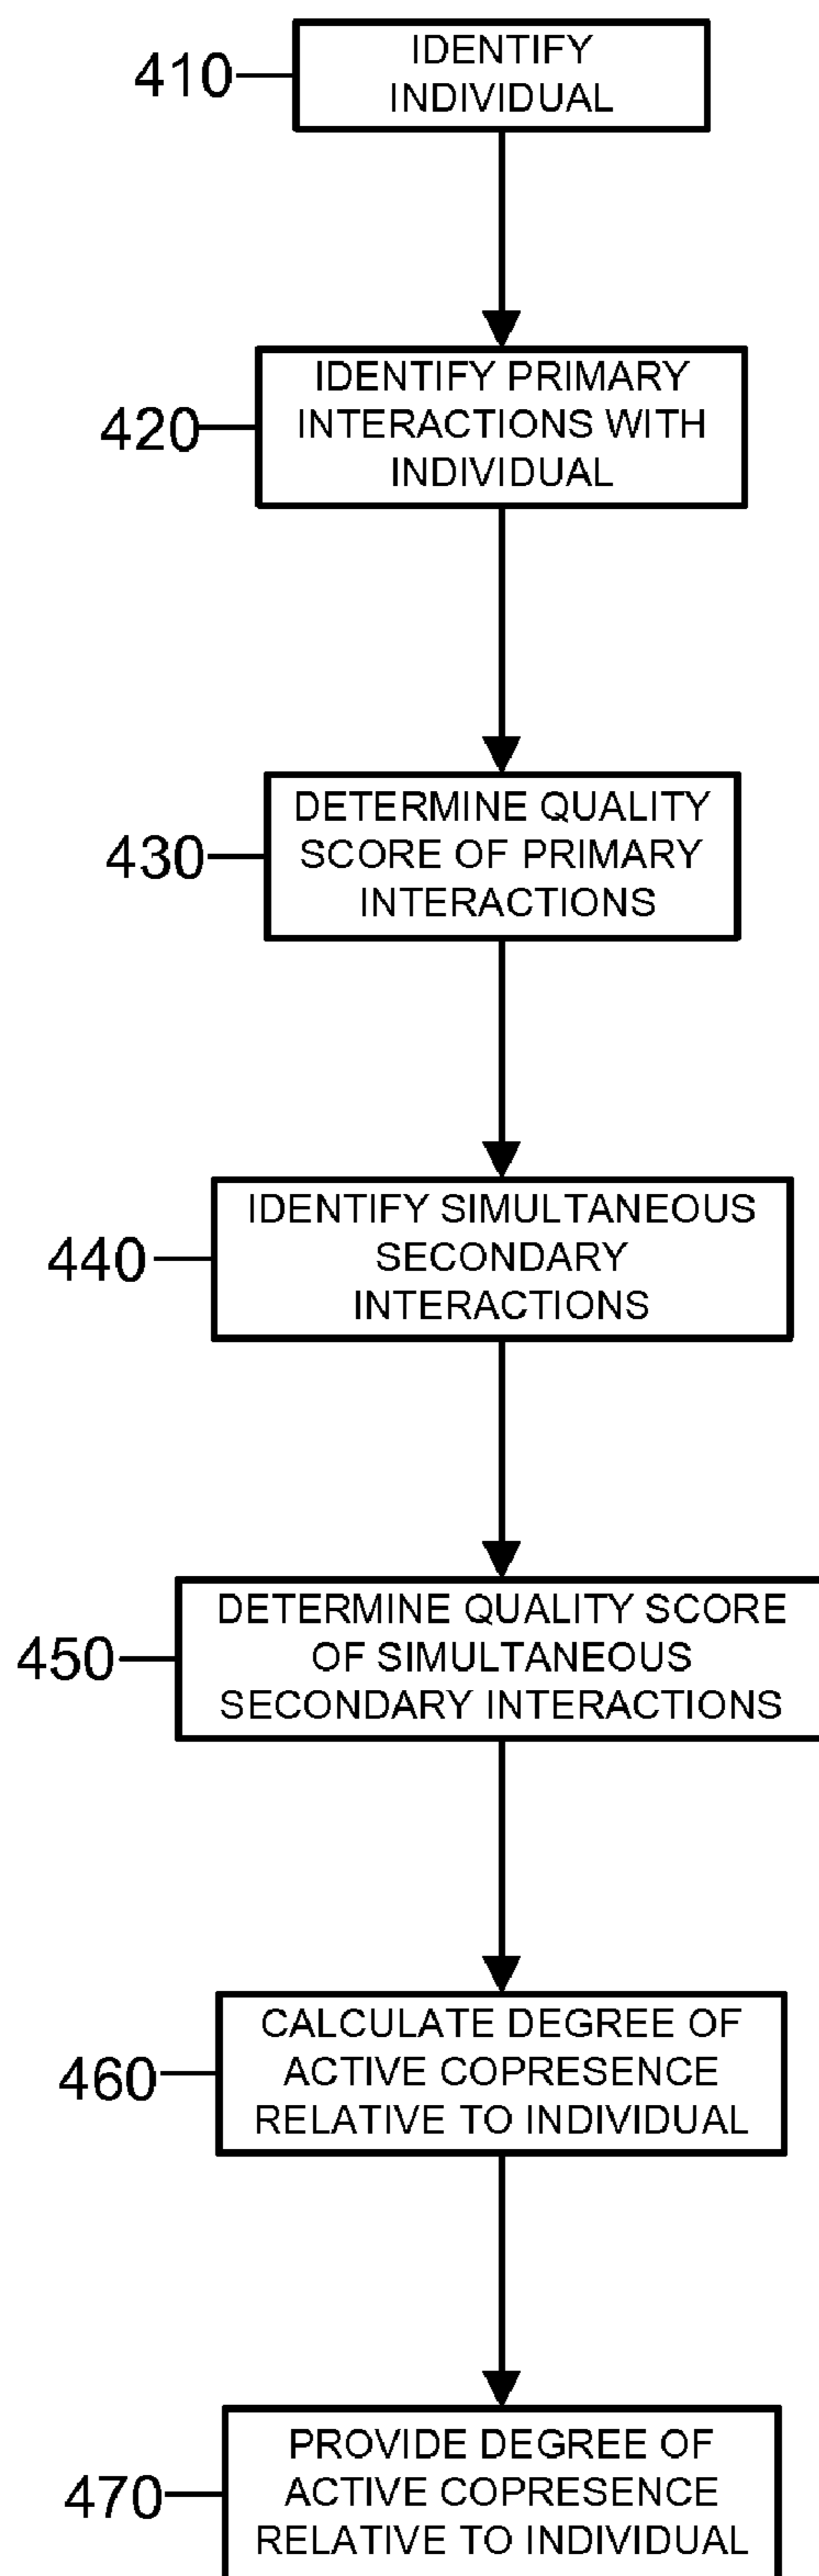 410
IDENTIFY
INDIVIDUAL
420
IDENTIFY PRIMARY
INTERACTIONS WITH
INDIVIDUAL
430
DETERMINE QUALITY
SCORE OF PRIMARY
INTERACTIONS
440
IDENTIFY SIMULTANEOUS
SECONDARY
INTERACTIONS
450
DETERMINE QUALITY SCORE
OF SIMULTANEOUS
SECONDARY INTERACTIONS
460
CALCULATE DEGREE OF
ACTIVE COPRESENCE
RELATIVE TO INDIVIDUAL
470
PROVIDE DEGREE OF
ACTIVE COPRESENCE
RELATIVE TO INDIVIDUAL